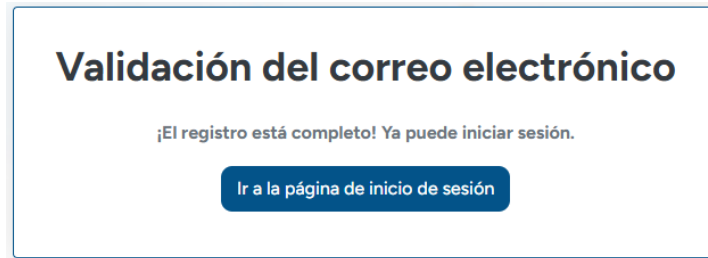 Validación del correo electrónico
¡El registro está completo! Ya puede iniciar sesión.
Ir a la página de inicio de sesión